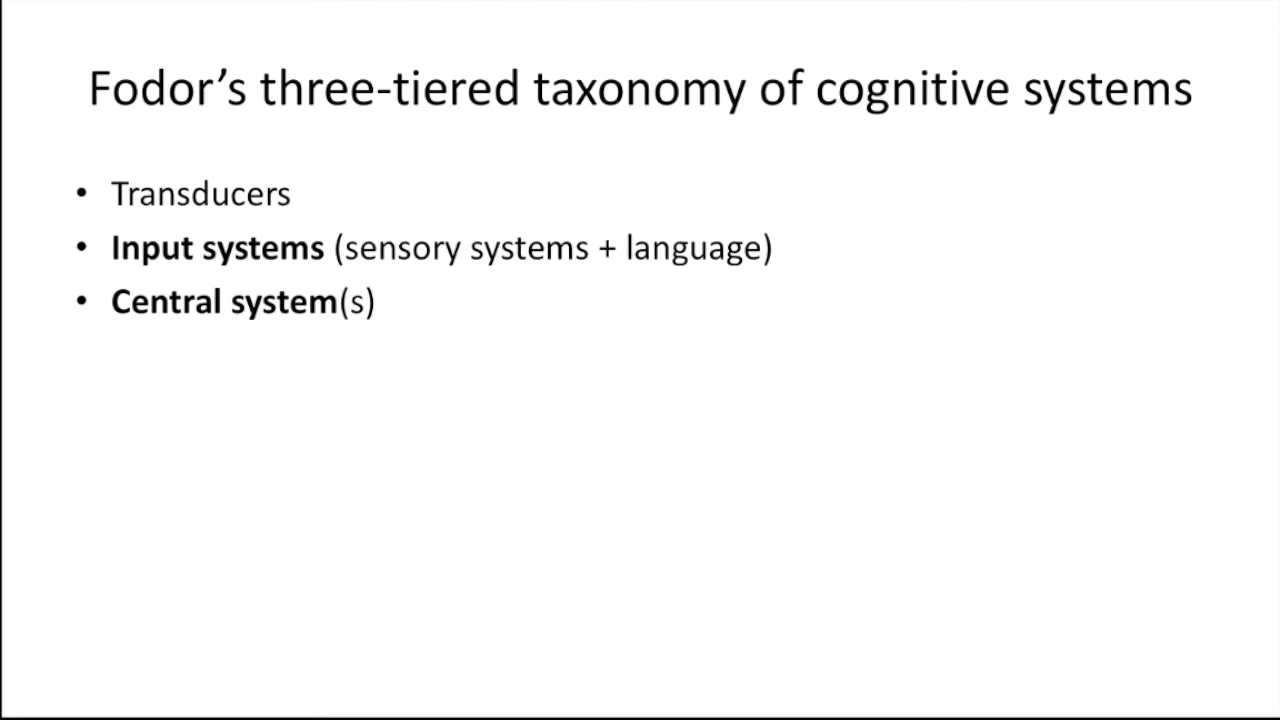 Fodor’s three-tiered taxonomy of cognitive systems
• Transducers
• Input systems (sensory systems + language)
• Central system(s)